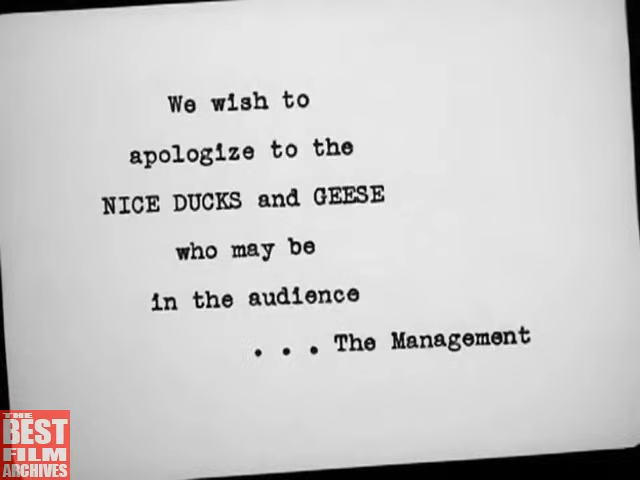 We wish to
apologize to the
NICE DUCKS and GEESE
who may be
in the audience
. . . The Management
THE
BEST
FILM
ARCHIVES